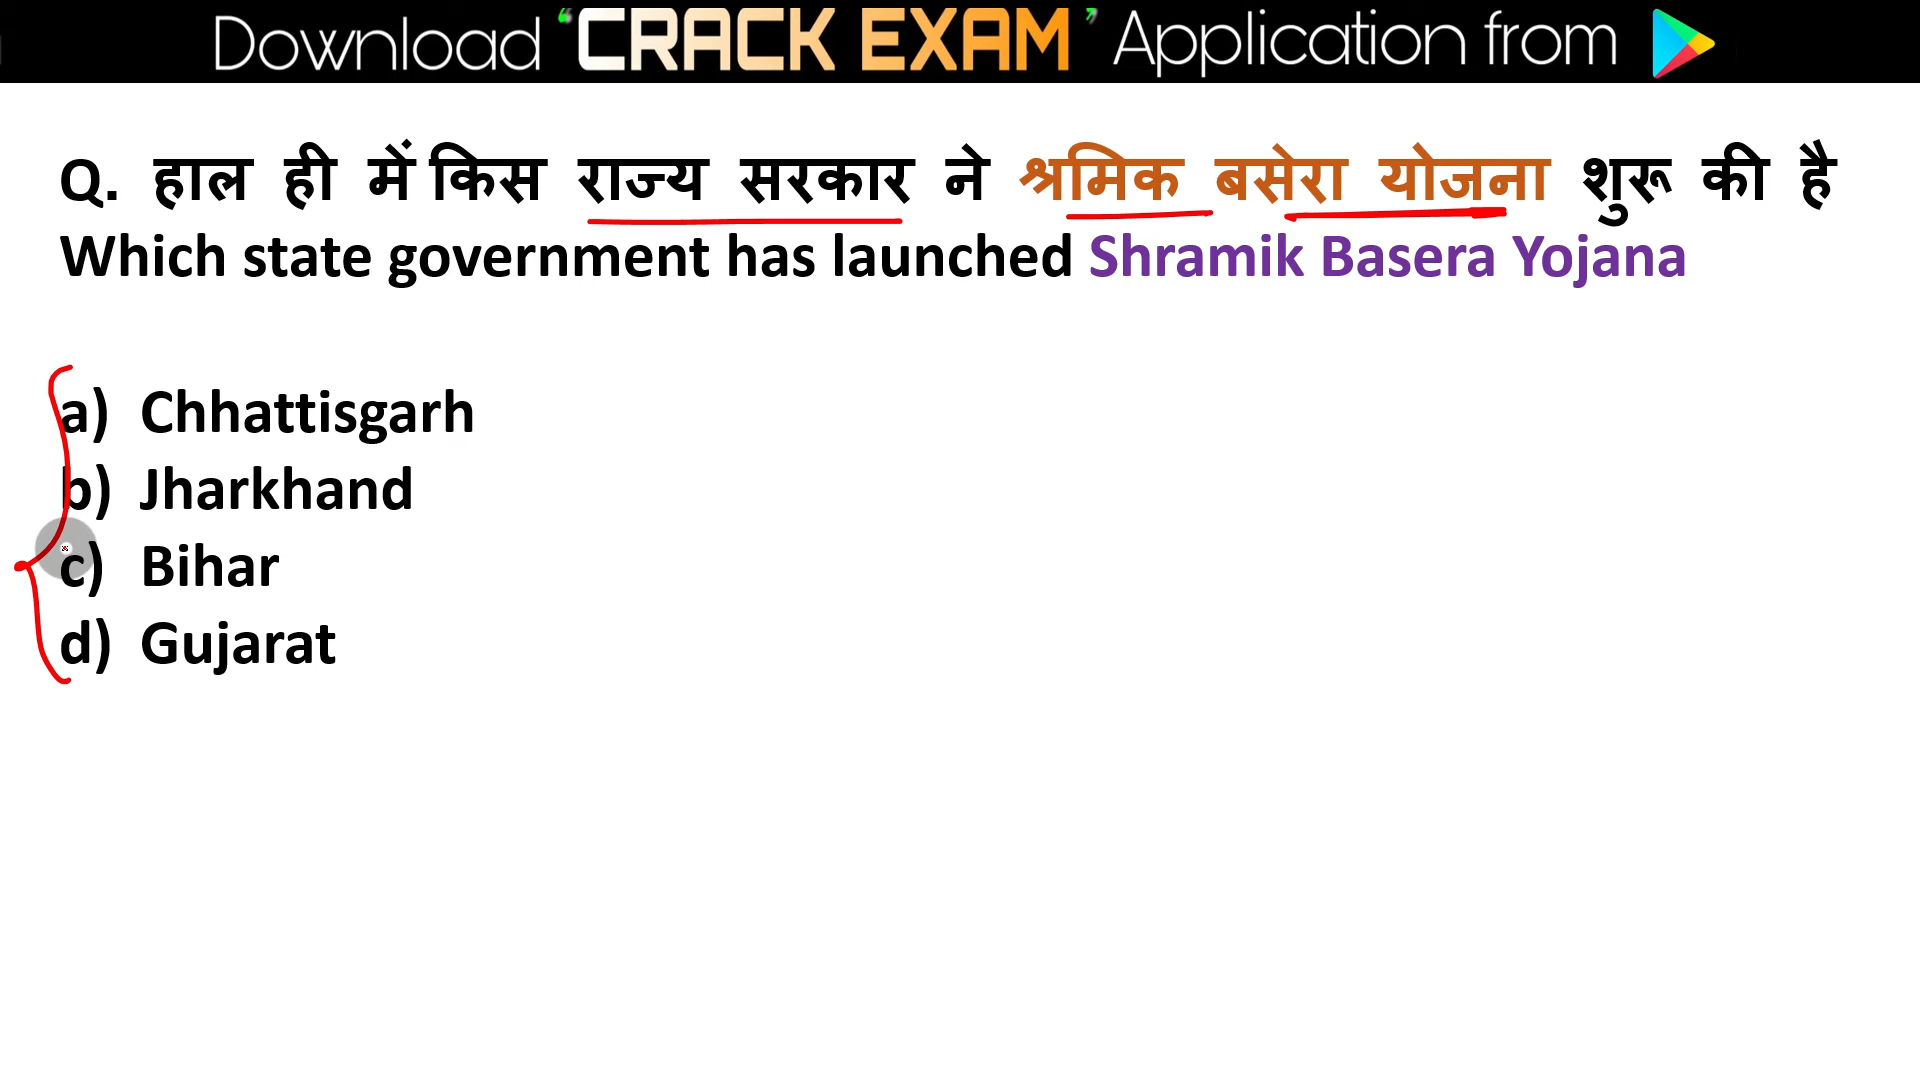 Download ‘CRACK EXAM’ Application from
Q. हाल ही में किस राज्य सरकार ने श्रमिक बसेरा योजना शुरू की है
Which state government has launched Shramik Basera Yojana
a) Chhattisgarh
b) Jharkhand
c) Bihar
d) Gujarat